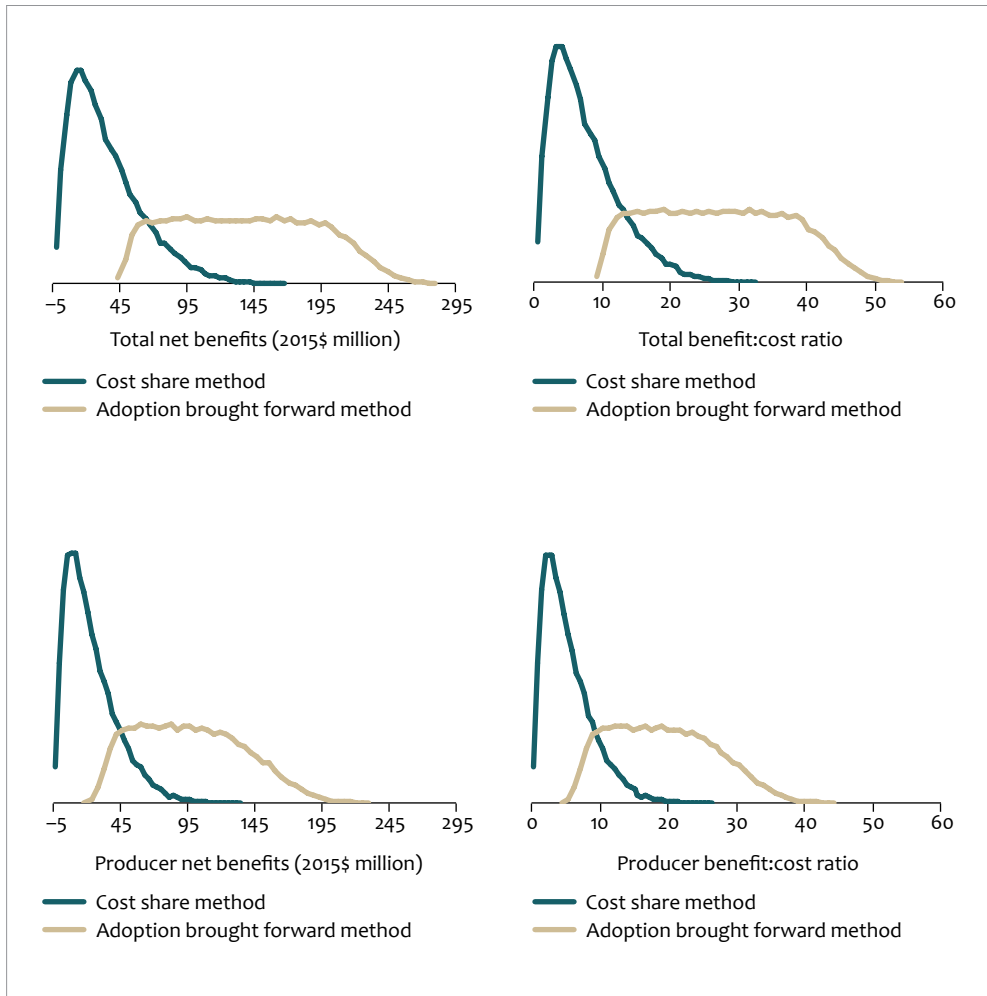 −5 45 95 145 195 245 295
Total net benefits (2015$ million)
Cost share method
Adoption brought forward method
0 10 20 30 40 50 60
Total benefit:cost ratio
Cost share method
Adoption brought forward method
−5 45 95 145 195 245 295
Producer net benefits (2015$ million)
Cost share method
Adoption brought forward method
0 10 20 30 40 50 60
Producer benefit:cost ratio
Cost share method
Adoption brought forward method